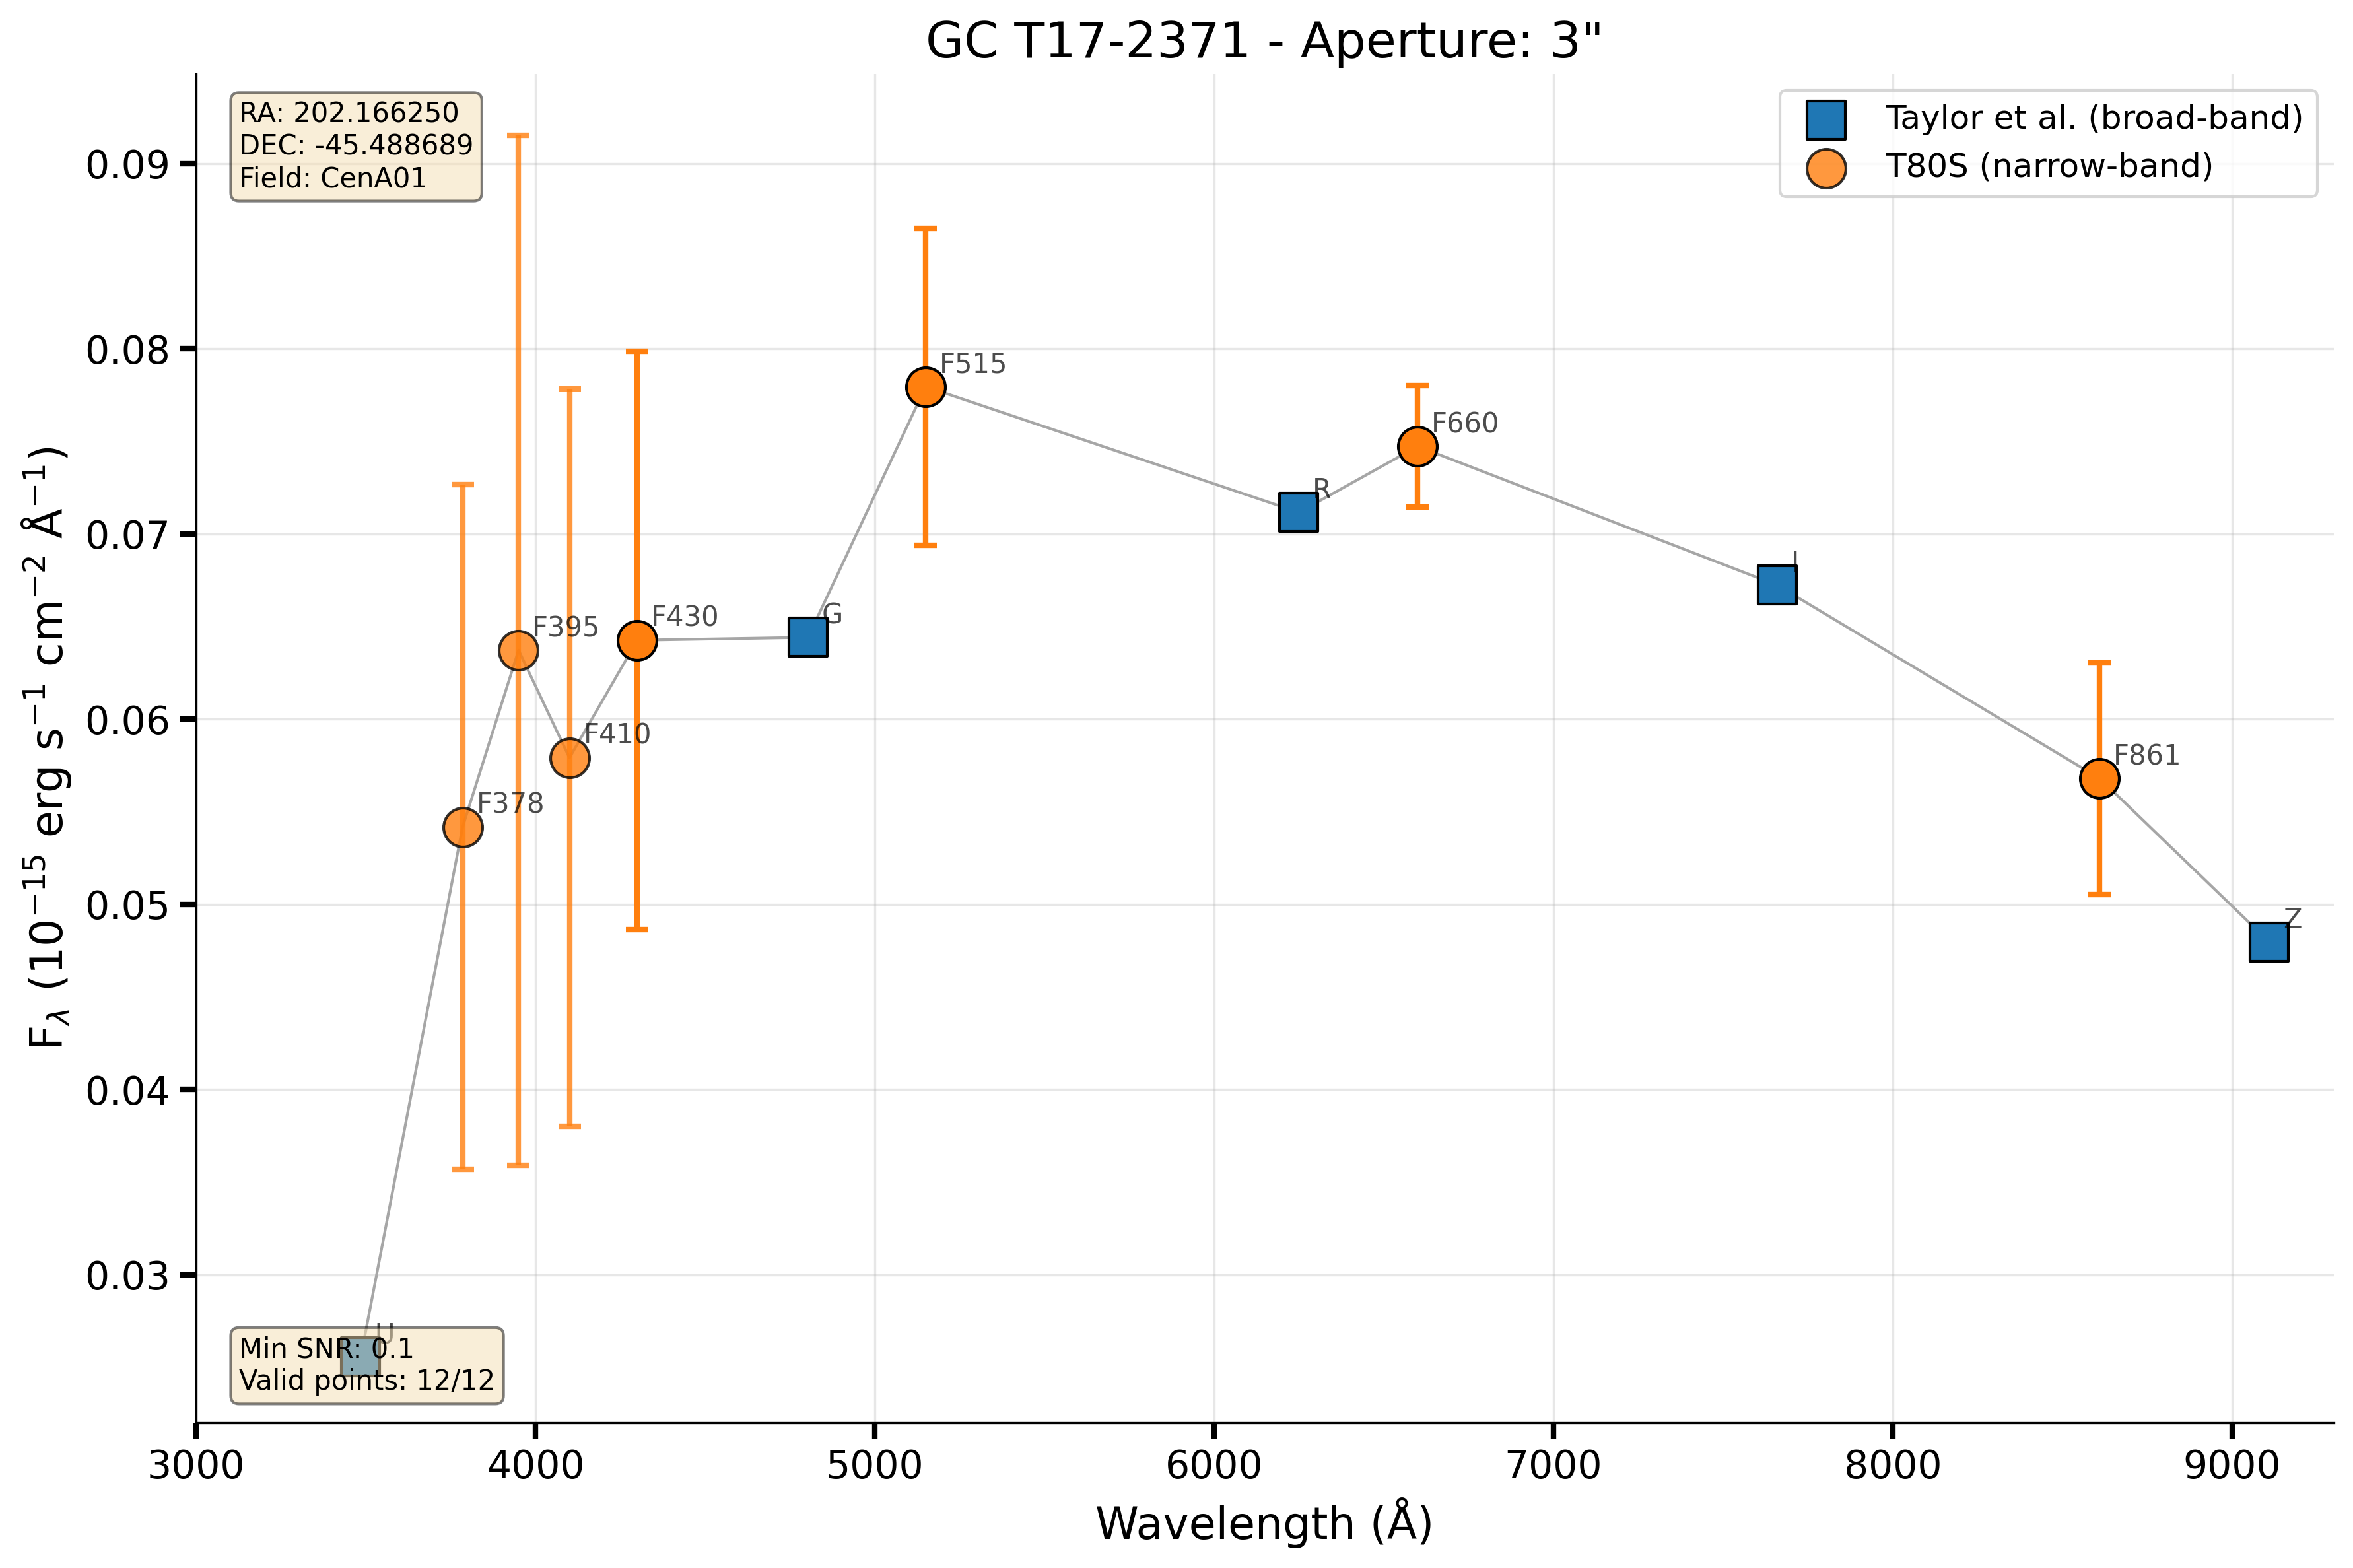 GC T17-2371 - Aperture: 3"
RA: 202.166250
DEC: -45.488689
Field: CenA01
Taylor et al. (broad-band)
T80S (narrow-band)
0.09
0.08
0.07
0.06
0.05
0.04
0.03
F$_{λ}$ (10$^{−15}$ erg s$^{−1}$ cm$^{−2}$ Å$^{−1}$)
F515
F660
R
I
F395
F430
G
F410
F378
F861
Z
U
Min SNR: 0.1
Valid points: 12/12
3000 4000 5000 6000 7000 8000 9000
Wavelength (Å)